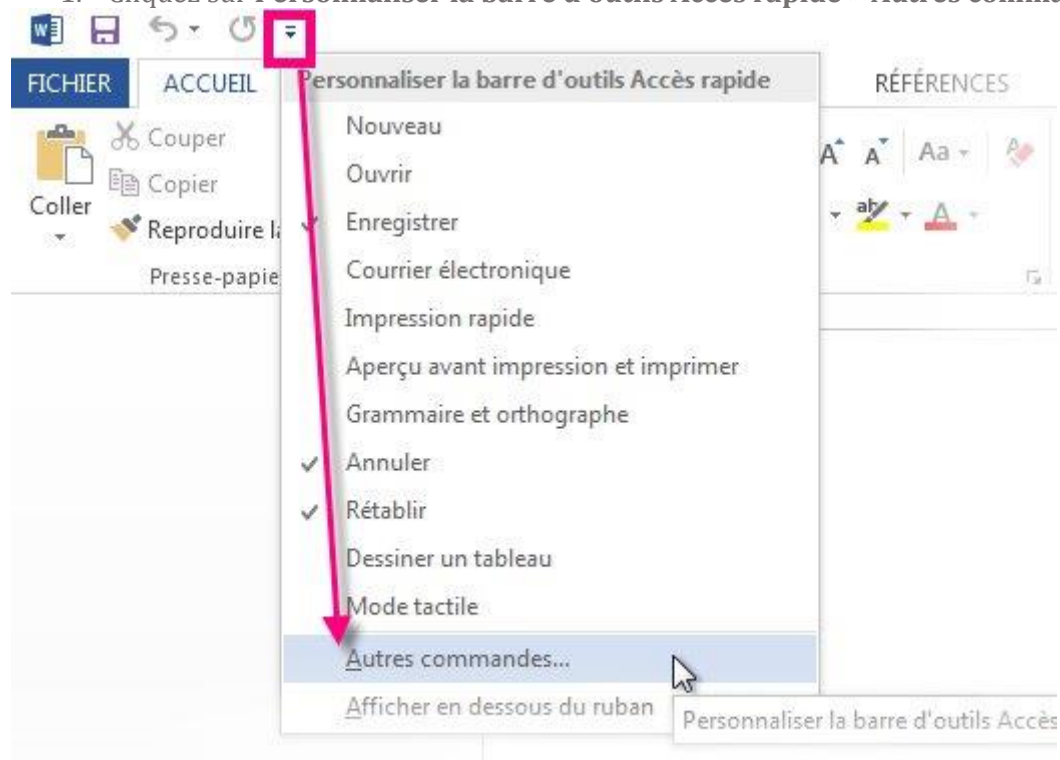 1. Cliquez sur Personnaliser la barre d'outils Accès rapide – Autres
FICHIER ACCUEIL Personnaliser la barre d'outils Accès rapide RÉFÉRENCES
Couper
Copier
Coller
Reproduire
Presse-papie
Nouveau
Ouvrir
Enregistrer
Courrier électronique
Impression rapide
Aperçu avant impression et imprimer
Grammaire et orthographe
Annuler
Rétablir
Dessiner un tableau
Mode tactile
Autres commandes...
Afficher en dessous du ruban
Personnaliser la barre d'outils Accès
Aa